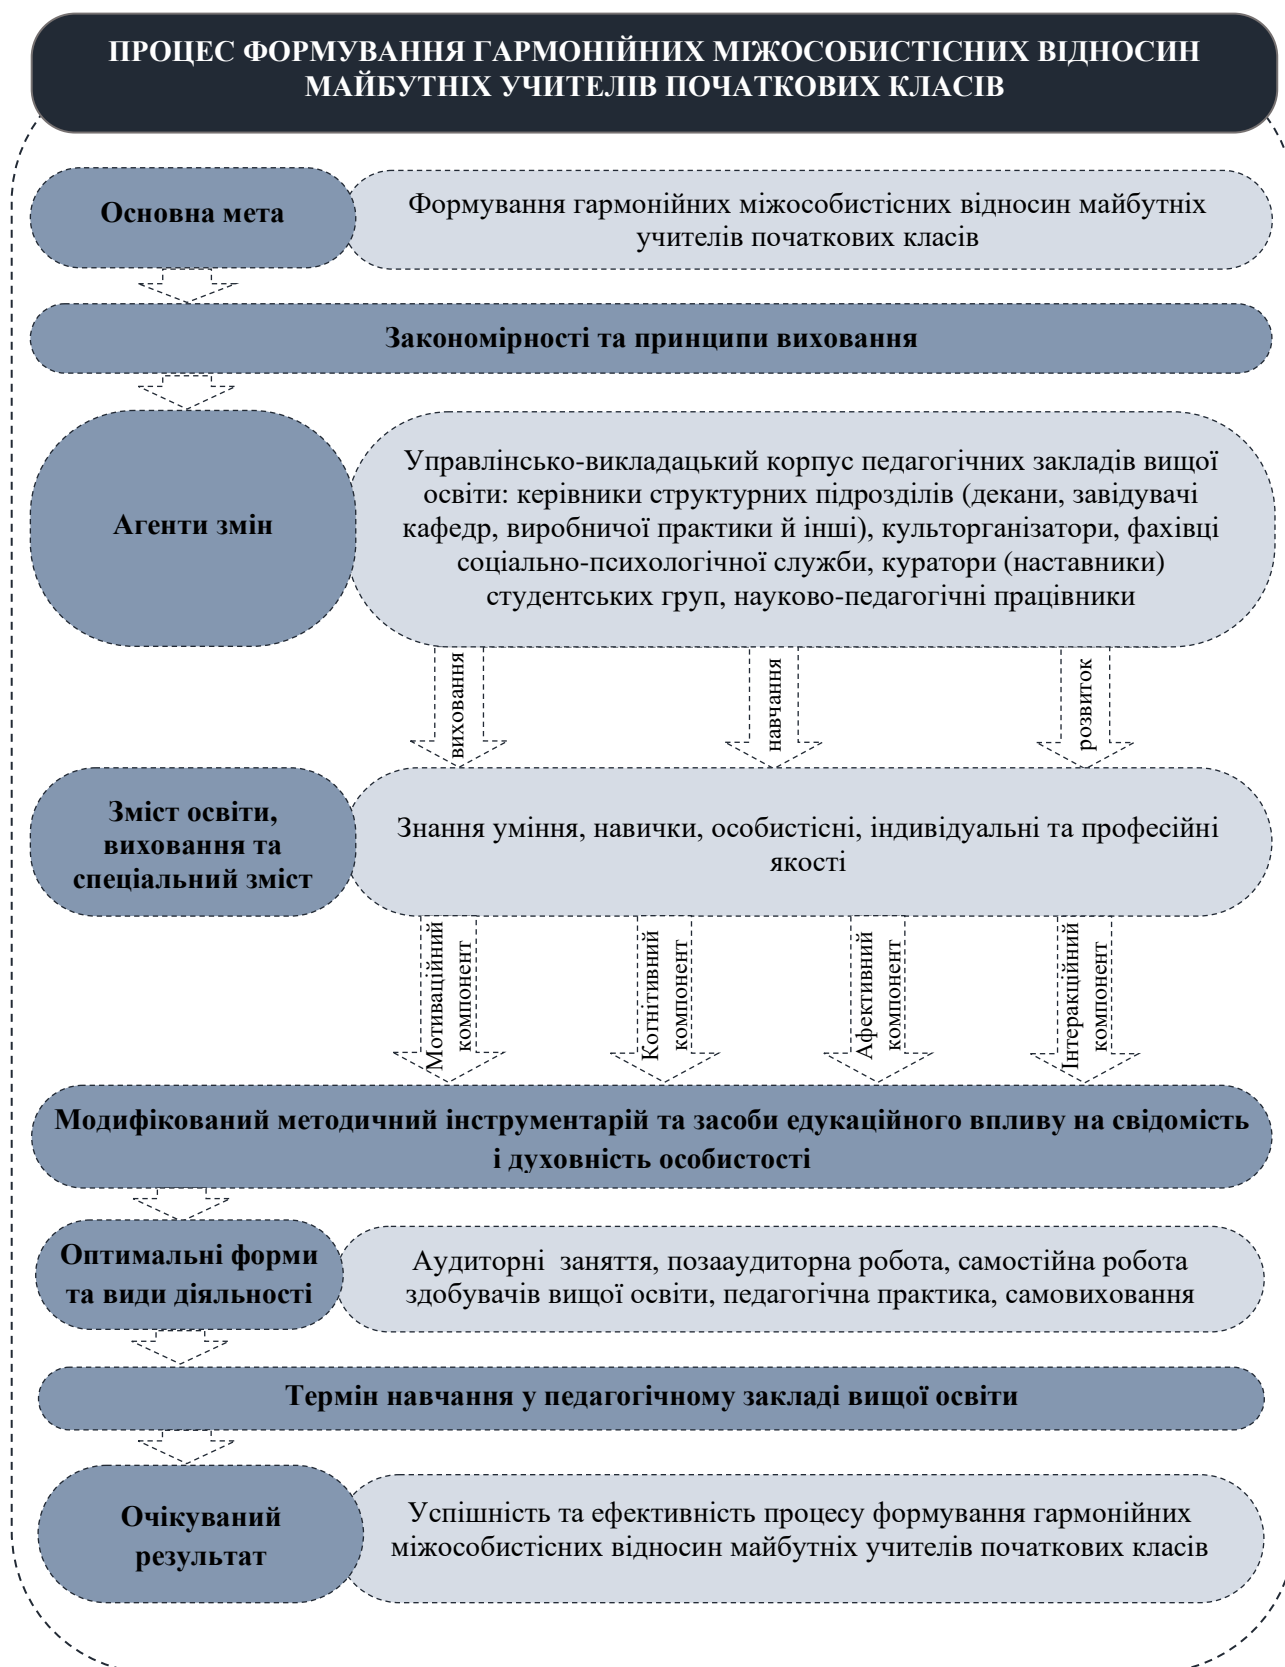 ПРОЦЕС ФОРМУВАННЯ ГАРМОНІЙНИХ МІЖОСОБИСТІСНИХ ВІДНОСИН
МАЙБУТНІХ УЧИТЕЛІВ ПОЧАТКОВИХ КЛАСІВ
Основна мета
Формування гармонійних міжособистісних відносин майбутніх
учителів початкових класів
Закономірності та принципи виховання
Агенти змін
Управлінсько-викладацький корпус педагогічних закладів вищої
освіти: керівники структурних підрозділів (декани, завідувачі
кафедр, виробничої практики й інші), культорганізатори, фахівці
соціально-психологічної служби, куратори (наставники)
студентських груп, науково-педагогічні працівники
виховання
навчання
розвиток
Зміст освіти,
виховання та
спеціальний зміст
Знання уміння, навички, особистісні, індивідуальні та професійні
якості
Мотиваційний
компонент
Когнітивний
компонент
Афективний
компонент
Інтеракційний
компонент
Модифікований методичний інструментарій та засоби едукаційного впливу на свідомість
і духовність особистості
Оптимальні форми
та види діяльності
Аудиторні  заняття, позааудиторна робота, самостійна робота
здобувачів вищої освіти, педагогічна практика, самовиховання
Термін навчання у педагогічному закладі вищої освіти
Очікуваний
результат
Успішність та ефективність процесу формування гармонійних
міжособистісних відносин майбутніх учителів початкових класів